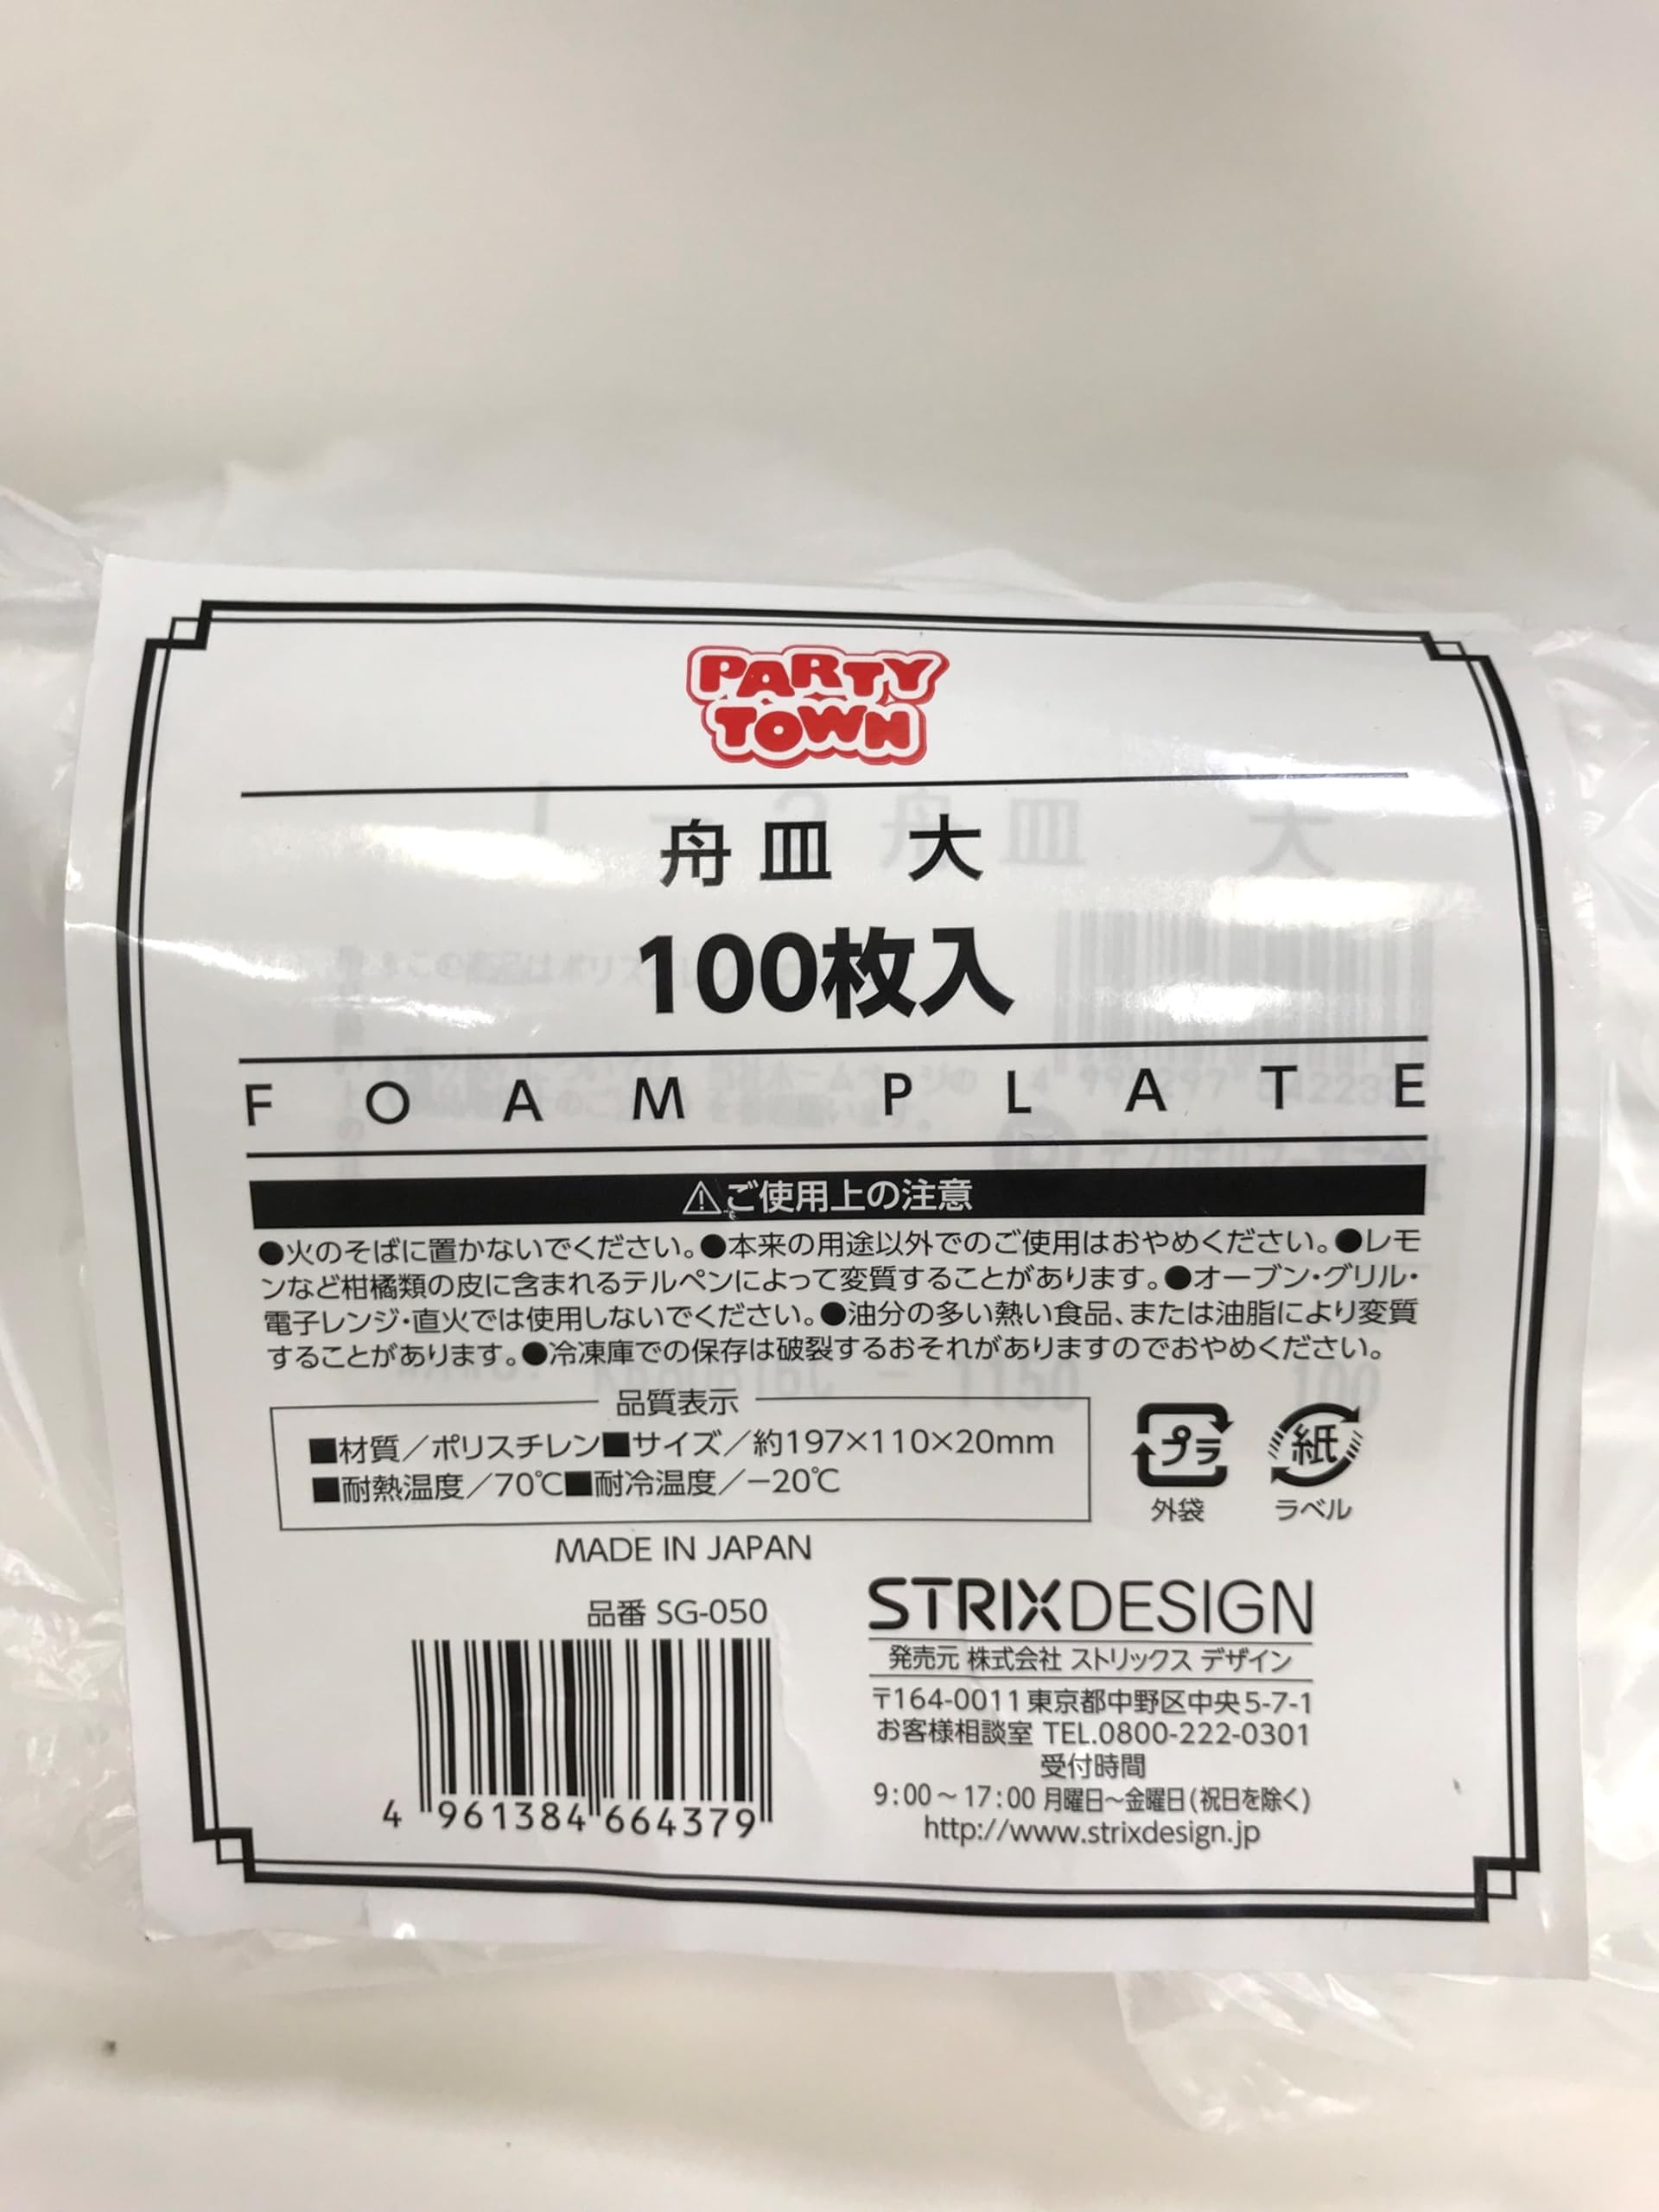 PARTY
TOWN
舟皿 大
100枚入
FOAM PLATE
⚠ご使用上の注意
●火のそばに置かないでください。●本来の用途以外でのご使用はおやめください。●レモ
ンなど柑橘類の皮に含まれるテルペンによって変質することがあります。●オーブン・グリル・
電子レンジ・直火では使用しないでください。●油分の多い熱い食品、または油脂により変質
することがあります。●冷凍庫での保存は破裂するおそれがありますのでおやめください。
品質表示
■材質／ポリスチレン■サイズ／約197×110×20mm
■耐熱温度／70℃■耐冷温度／−20℃
プラ
外袋
紙
ラベル
MADE IN JAPAN
品番 SG-050
4 961384 664379
STRIXDESIGN
発売元 株式会社 ストリックス デザイン
〒164-0011 東京都中野区中央5-7-1
お客様相談室 TEL.0800-222-0301
受付時間
9:00～17:00 月曜日～金曜日(祝日を除く)
http://www.strixdesign.jp